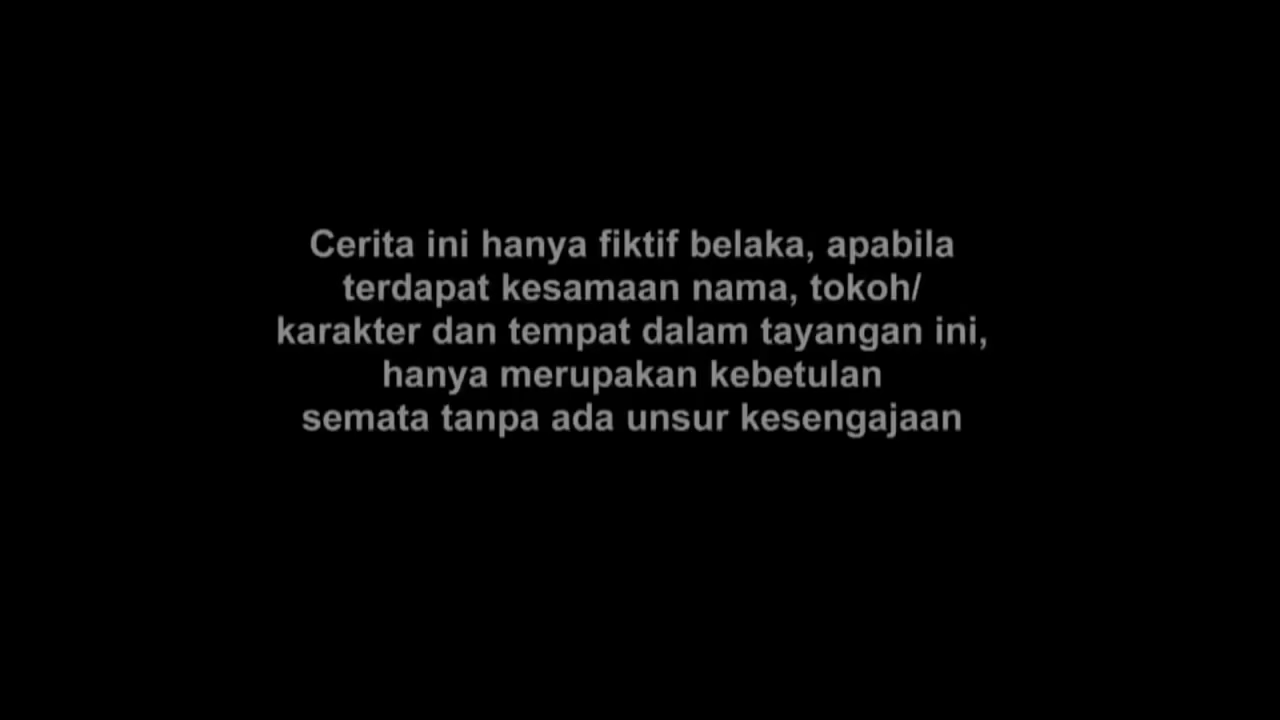 Cerita ini hanya fiktif belaka, apabila
terdapat kesamaan nama, tokoh/
karakter dan tempat dalam tayangan ini,
hanya merupakan kebetulan
semata tanpa ada unsur kesengajaan